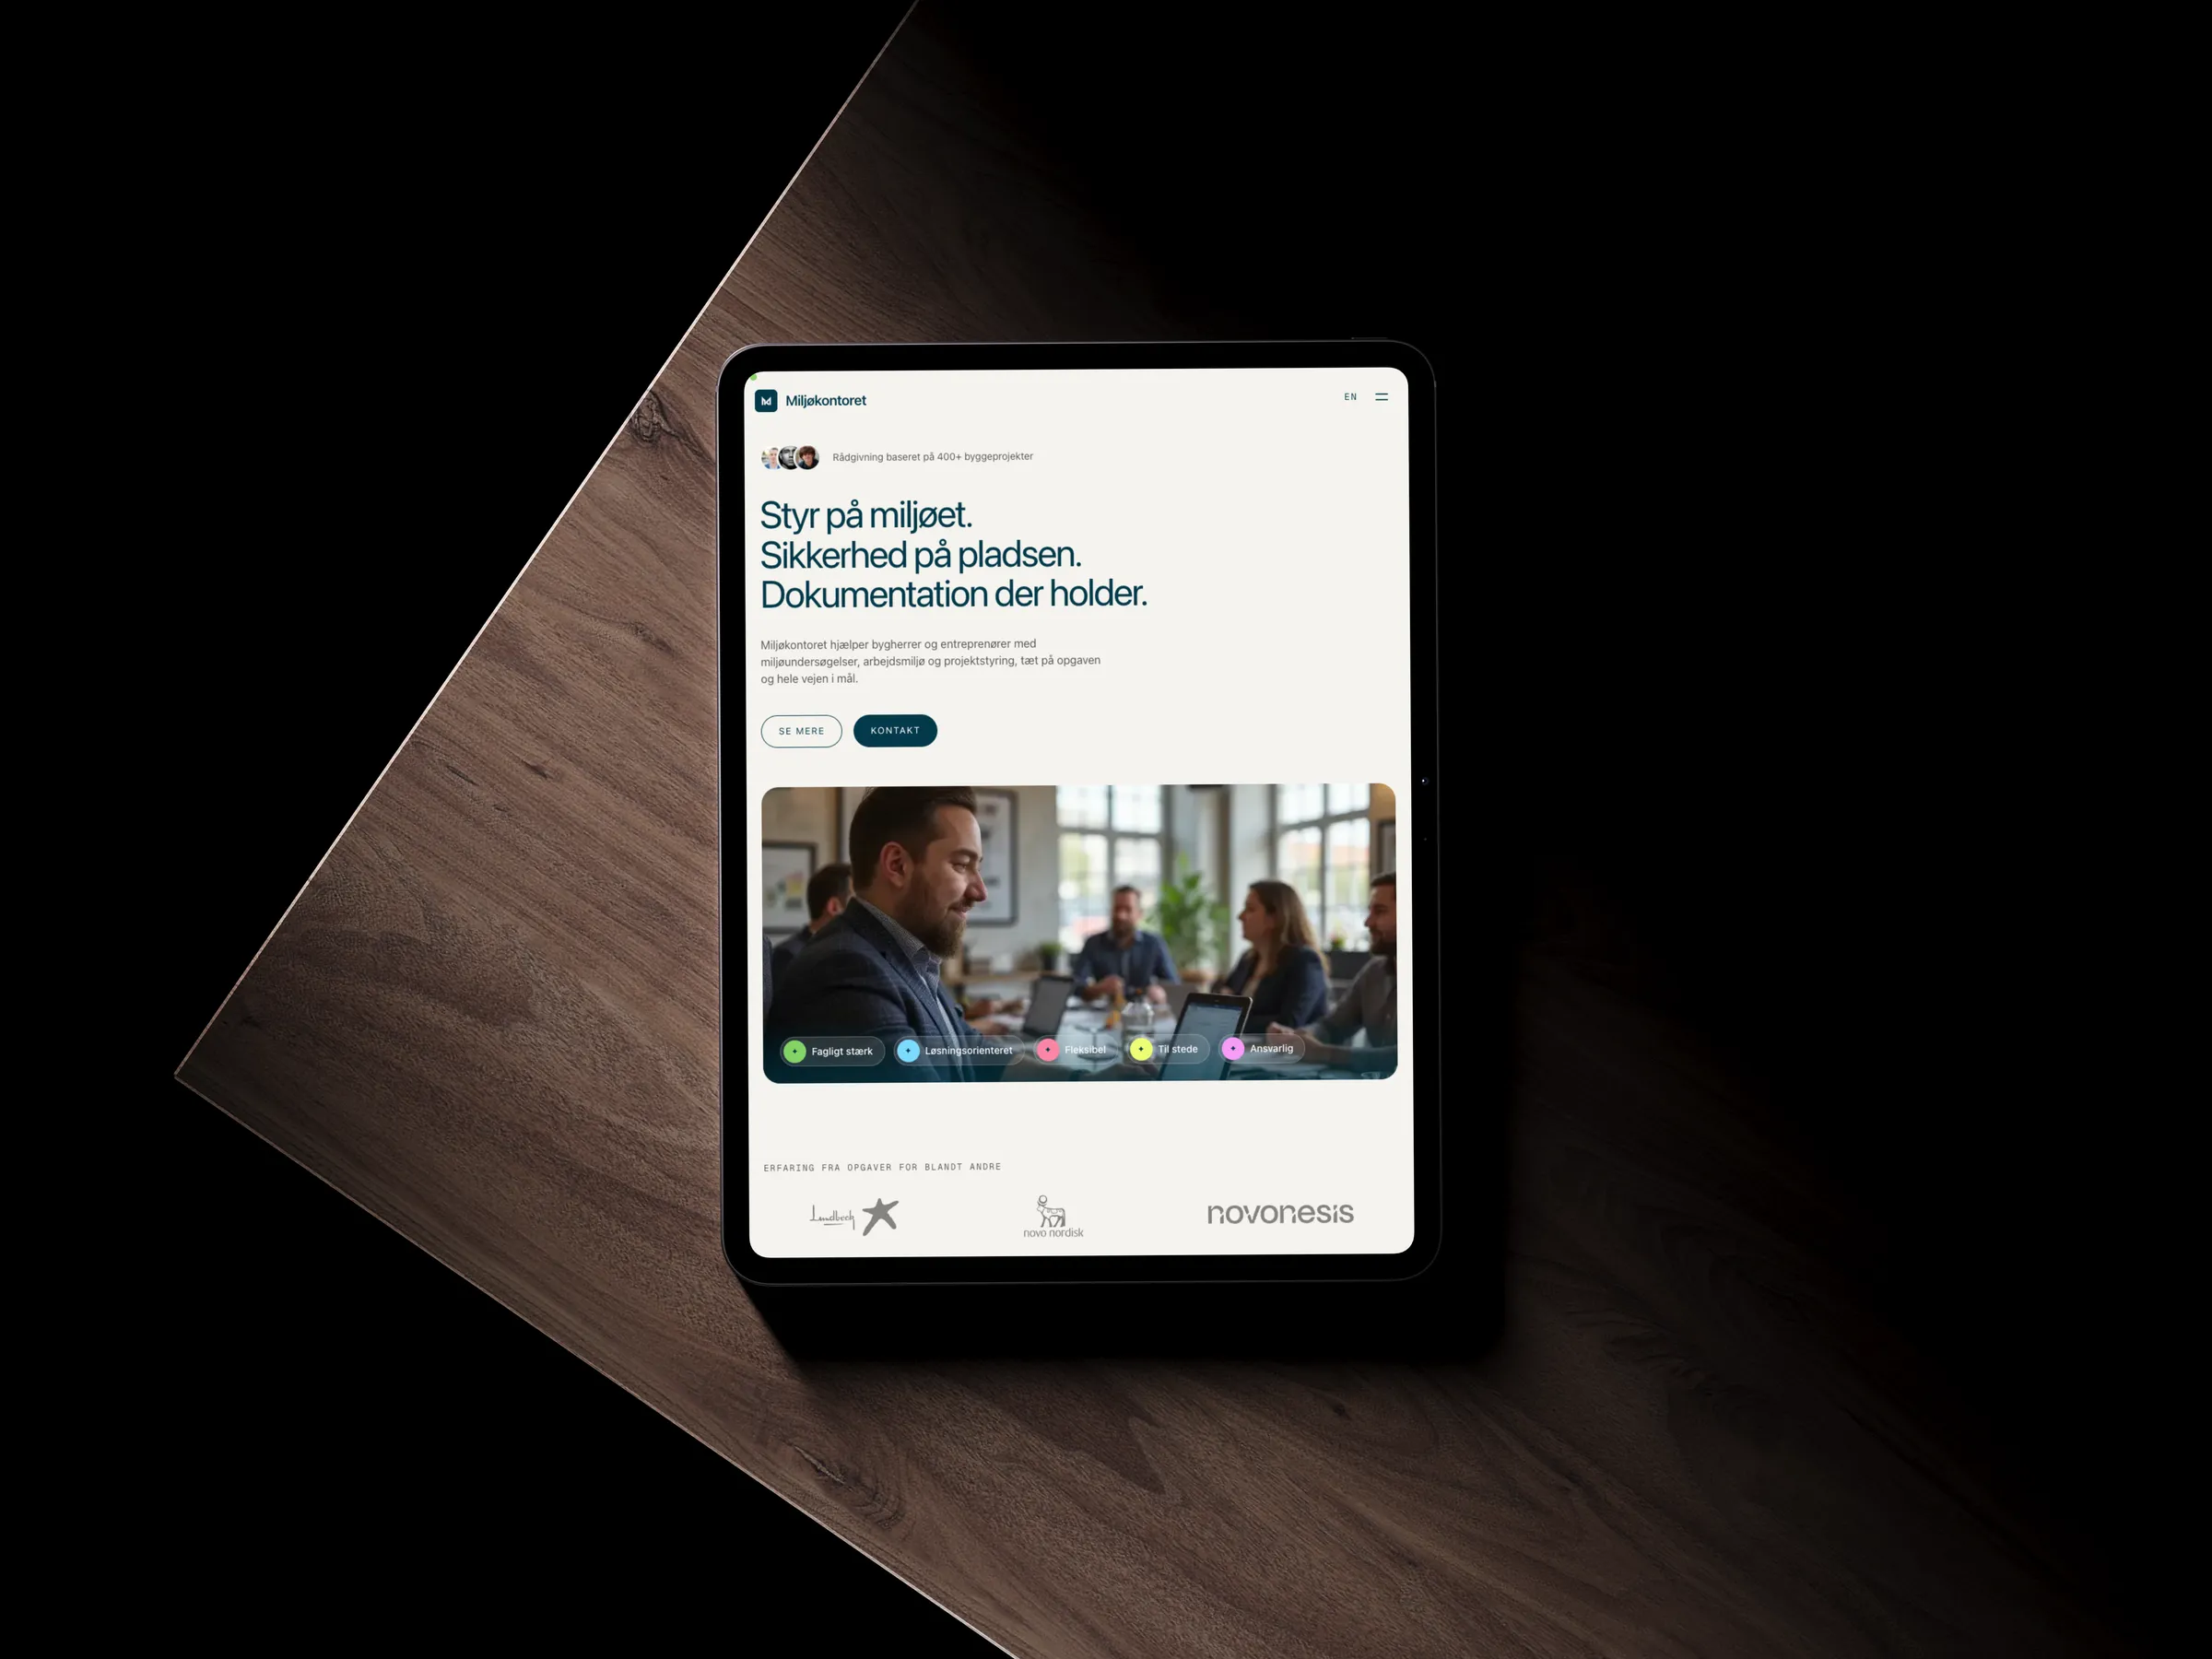 Miljøkontoret
EN
Rådgivning baseret på 400+ byggeprojekter
Styr på miljøet.
Sikkerhed på pladsen.
Dokumentation der holder.
Miljøkontoret hjælper bygherrer og entreprenører med
miljøundersøgelser, arbejdsmiljø og projektstyring, tæt på opgaven
og hele vejen i mål.
SE MERE
KONTAKT
Fagligt stærk
Løsningsorienteret
Fleksibel
Til stede
Ansvarlig
ERFARING FRA OPGAVER FOR BLANDT ANDRE
Lundbeck
novo nordisk
novonesis